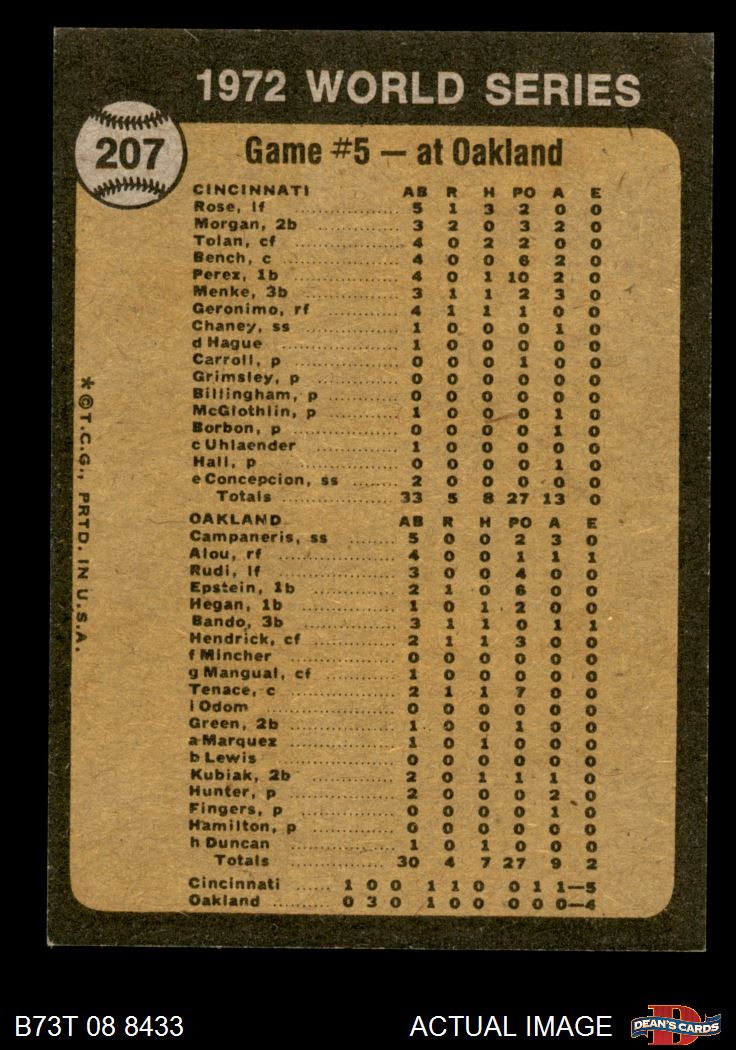 1972 WORLD SERIES
207
Game #5 — at Oakland
CINCINNATI AB R H PO A E
Rose, lf .......... 5 1 3 2 0 0
Morgan, 2b .......... 3 2 0 3 2 0
Tolan, cf .......... 4 0 2 2 0 0
Bench, c .......... 4 0 0 6 2 0
Perez, 1b .......... 4 0 1 10 2 0
Menke, 3b .......... 3 1 1 2 3 0
Geronimo, rf .......... 4 1 1 1 0 0
Chaney, ss .......... 1 0 0 0 1 0
d Hague .......... 1 0 0 0 0 0
Carroll, p .......... 0 0 0 1 0 0
Grimsley, p .......... 0 0 0 0 0 0
Billingham, p .......... 0 0 0 0 0 0
McGlothlin, p .......... 1 0 0 0 1 0
Borbon, p .......... 0 0 0 0 1 0
c Uhlaender .......... 1 0 0 0 0 0
Hall, p .......... 0 0 0 0 1 0
e Concepcion, ss ........ 2 0 0 0 0 0
Totals .......... 33 5 8 27 13 0
OAKLAND AB R H PO A E
Campaneris, ss ........ 5 0 0 2 3 0
Alou, rf .......... 4 0 0 1 1 1
Rudi, lf .......... 3 0 0 4 0 0
Epstein, 1b .......... 2 1 0 6 0 0
Hegan, 1b .......... 1 0 1 2 0 0
Bando, 3b .......... 3 1 1 0 1 1
Hendrick, cf .......... 2 1 1 3 0 0
f Mincher .......... 0 0 0 0 0 0
g Mangual, cf .......... 1 0 0 0 0 0
Tenace, c .......... 2 1 1 7 0 0
i Odom .......... 0 0 0 0 0 0
Green, 2b .......... 1 0 0 1 0 0
a Marquez .......... 1 0 1 0 0 0
b Lewis .......... 0 0 0 0 0 0
Kubiak, 2b .......... 2 0 1 1 1 0
Hunter, p .......... 2 0 0 0 2 0
Fingers, p .......... 0 0 0 0 1 0
Hamilton, p .......... 0 0 0 0 0 0
h Duncan .......... 1 0 1 0 0 0
Totals .......... 30 4 7 27 9 2
Cincinnati ...... 1 0 0 1 1 0 0 1 1—5
Oakland .......... 0 3 0 1 0 0 0 0 0—4
*©T.C.G., PRTD. IN U.S.A.
B73T 08 8433
ACTUAL IMAGE
D
DEAN'S CARDS